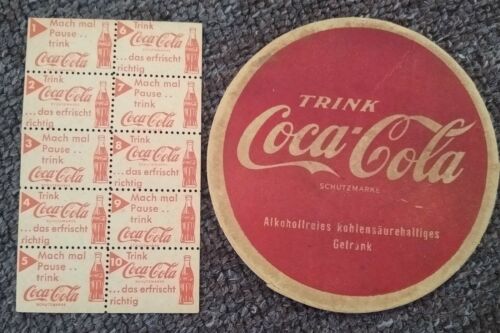 1 Mach mal
Pause . .
trink
Coca-Cola
2 Trink
Coca-Cola
SCHUTZMARKE
. . das erfrischt
richtig
3 Mach mal
Pause . .
trink
Coca-Cola
4 Trink
Coca-Cola
SCHUTZMARKE
. . das erfrischt
richtig
5 Mach mal
Pause . .
trink
Coca-Cola
SCHUTZMARKE
6 Trink
Coca-Cola
. . das erfrischt
richtig
7 Mach mal
Pause . .
trink
Coca-Cola
8 Trink
Coca-Cola
. . das erfrischt
richtig
9 Mach mal
Pause . .
trink
Coca-Cola
10 Trink
Coca-Cola
SCHUTZMARKE
. . das erfrischt
richtig
TRINK
Coca-Cola
SCHUTZMARKE
Alkoholfreies kohlensäurehaltiges
Getränk